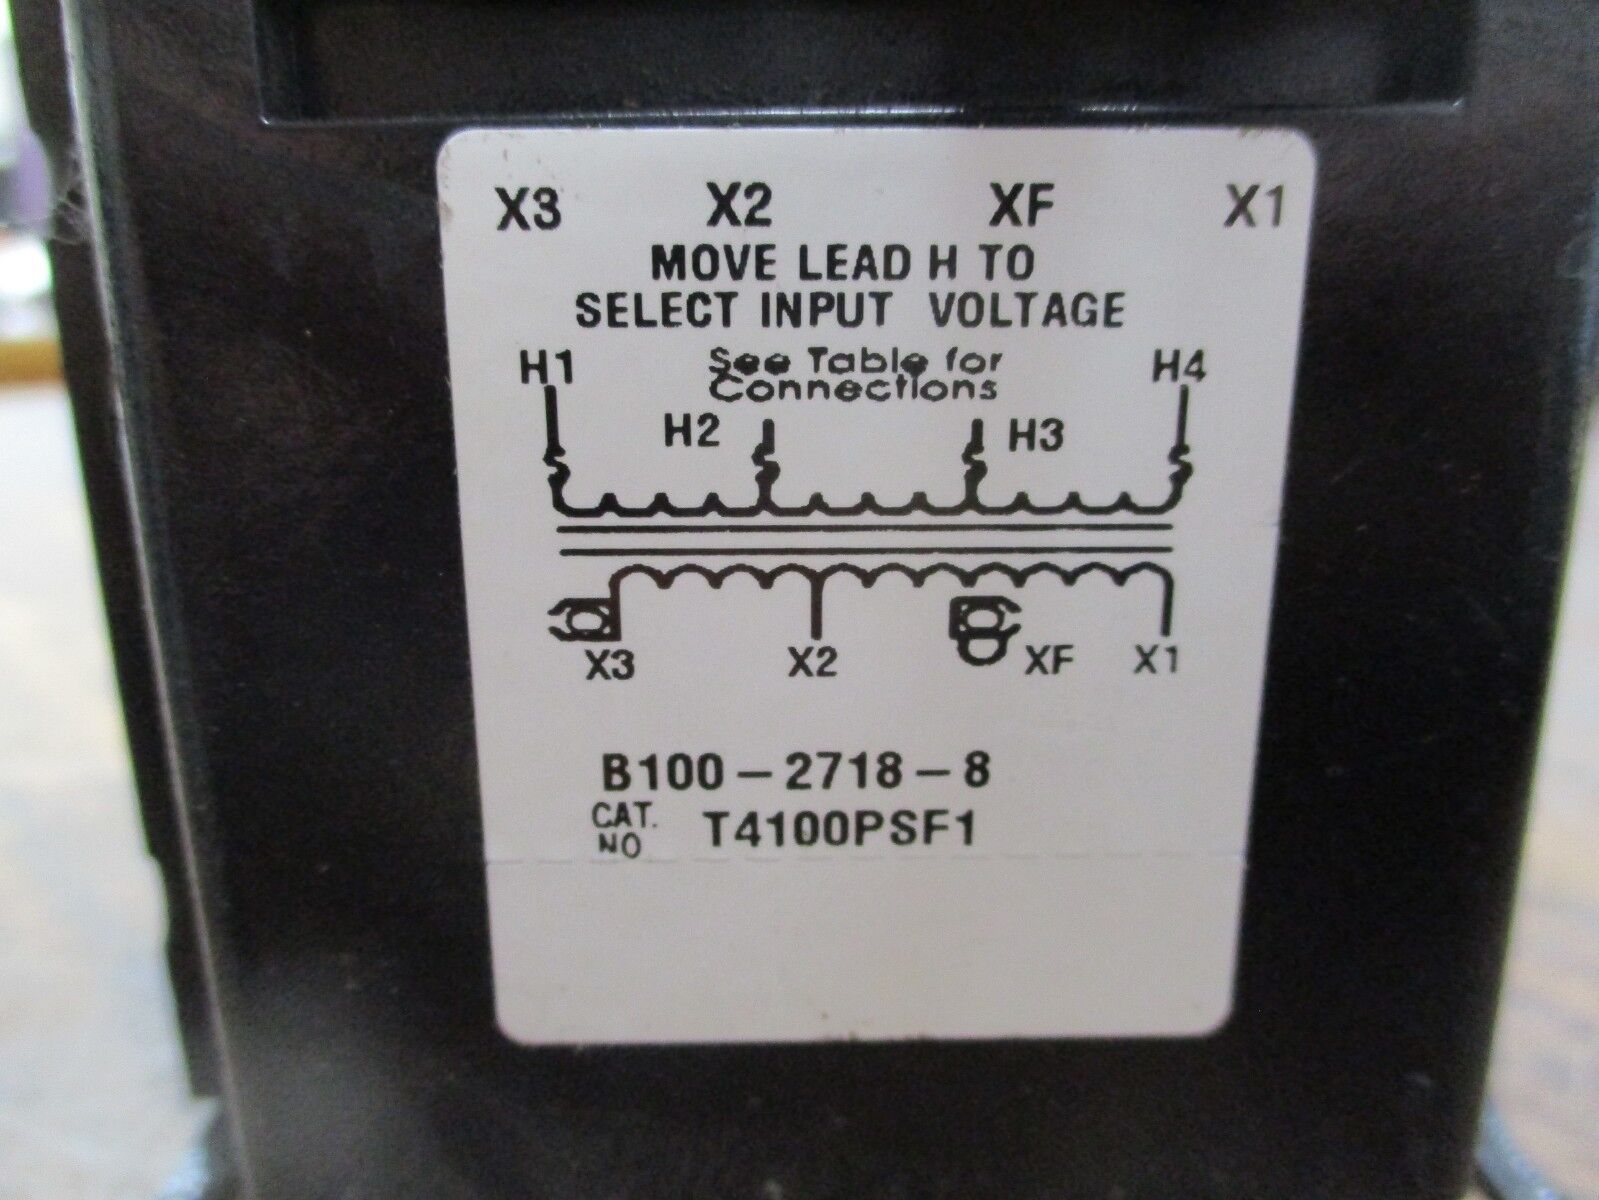 X3 X2 XF X1
MOVE LEAD H TO
SELECT INPUT VOLTAGE
See Table for
Connections
H1 H4
H2 H3
X3 X2 XF X1
B100-2718-8
CAT. NO T4100PSF1